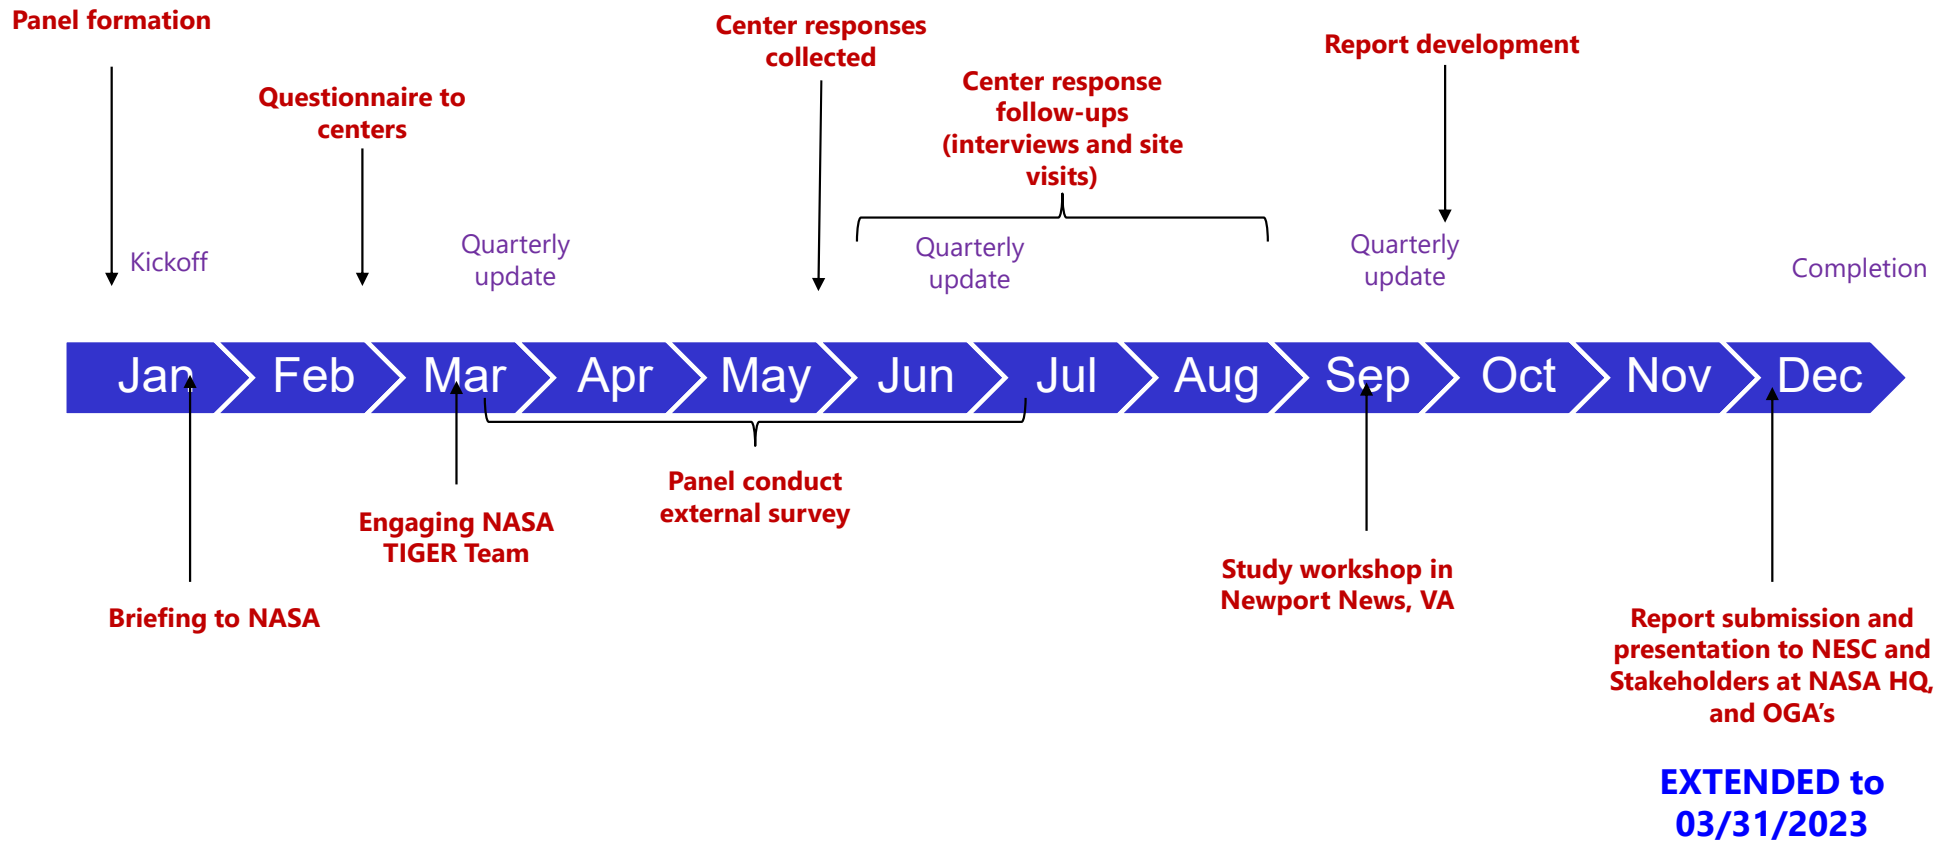 Panel formation
Center responses
collected
Report development
Questionnaire to
centers
Center response
follow-ups
(interviews and site
visits)
Kickoff
Quarterly
update
Quarterly
update
Quarterly
update
Completion
Jan
Feb
Mar
Apr
May
Jun
Jul
Aug
Sep
Oct
Nov
Dec
Briefing to NASA
Engaging NASA
TIGER Team
Panel conduct
external survey
Study workshop in
Newport News, VA
Report submission and
presentation to NESC and
Stakeholders at NASA HQ,
and OGA’s
EXTENDED to
03/31/2023